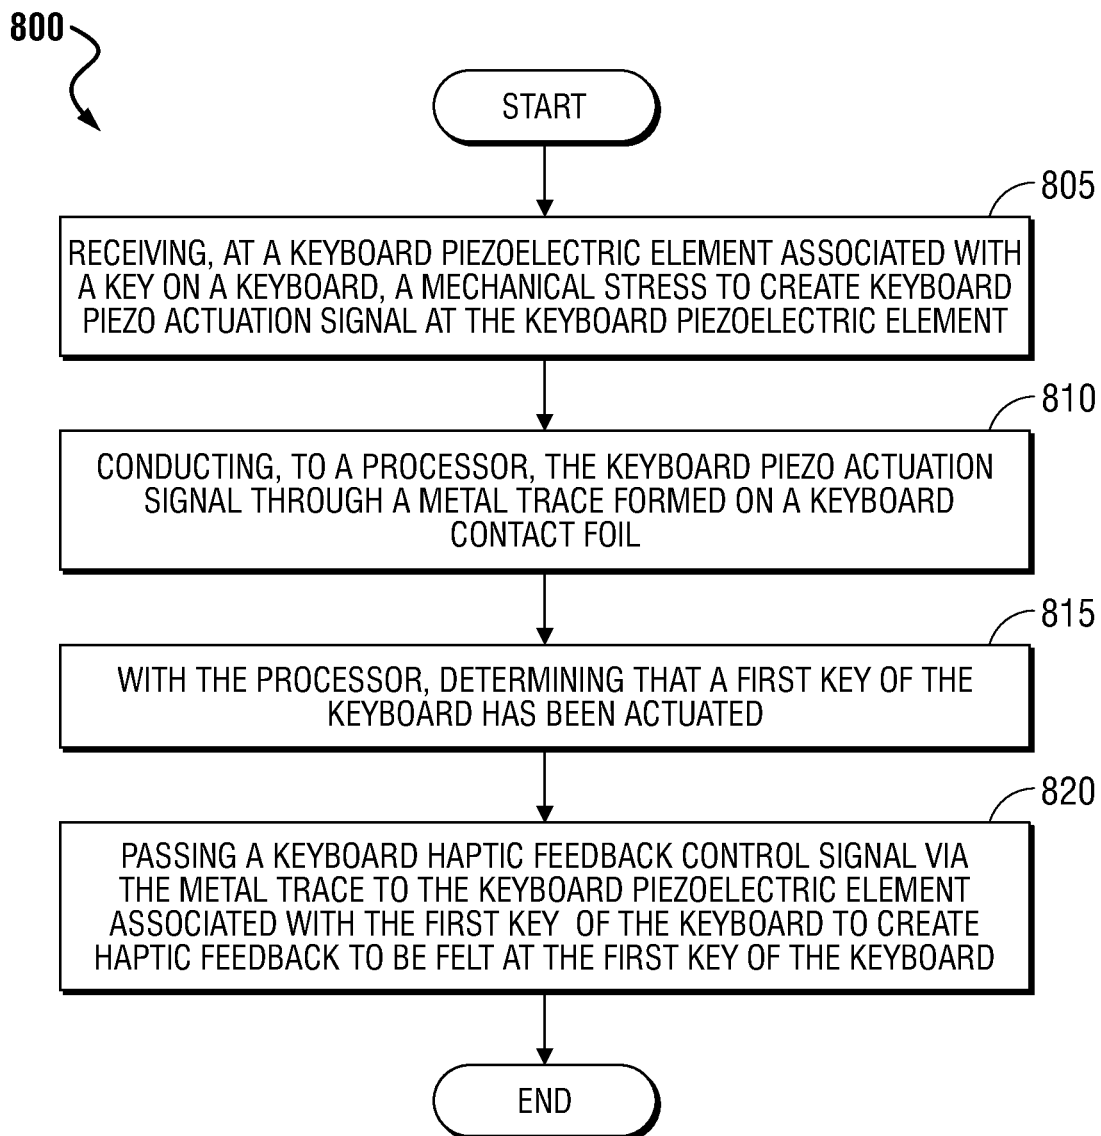 800
START
805
RECEIVING, AT A KEYBOARD PIEZOELECTRIC ELEMENT ASSOCIATED WITH
A KEY ON A KEYBOARD, A MECHANICAL STRESS TO CREATE KEYBOARD
PIEZO ACTUATION SIGNAL AT THE KEYBOARD PIEZOELECTRIC ELEMENT
810
CONDUCTING, TO A PROCESSOR, THE KEYBOARD PIEZO ACTUATION
SIGNAL THROUGH A METAL TRACE FORMED ON A KEYBOARD
CONTACT FOIL
815
WITH THE PROCESSOR, DETERMINING THAT A FIRST KEY OF THE
KEYBOARD HAS BEEN ACTUATED
820
PASSING A KEYBOARD HAPTIC FEEDBACK CONTROL SIGNAL VIA
THE METAL TRACE TO THE KEYBOARD PIEZOELECTRIC ELEMENT
ASSOCIATED WITH THE FIRST KEY OF THE KEYBOARD TO CREATE
HAPTIC FEEDBACK TO BE FELT AT THE FIRST KEY OF THE KEYBOARD
END